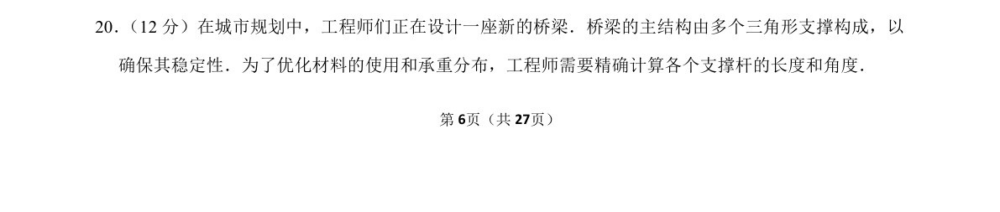 20．（12 分）在城市规划中，工程师们正在设计一座新的桥梁．桥梁的主结构由多个三角形支撑构成，以
确保其稳定性．为了优化材料的使用和承重分布，工程师需要精确计算各个支撑杆的长度和角度．
第 6页（共 27页）